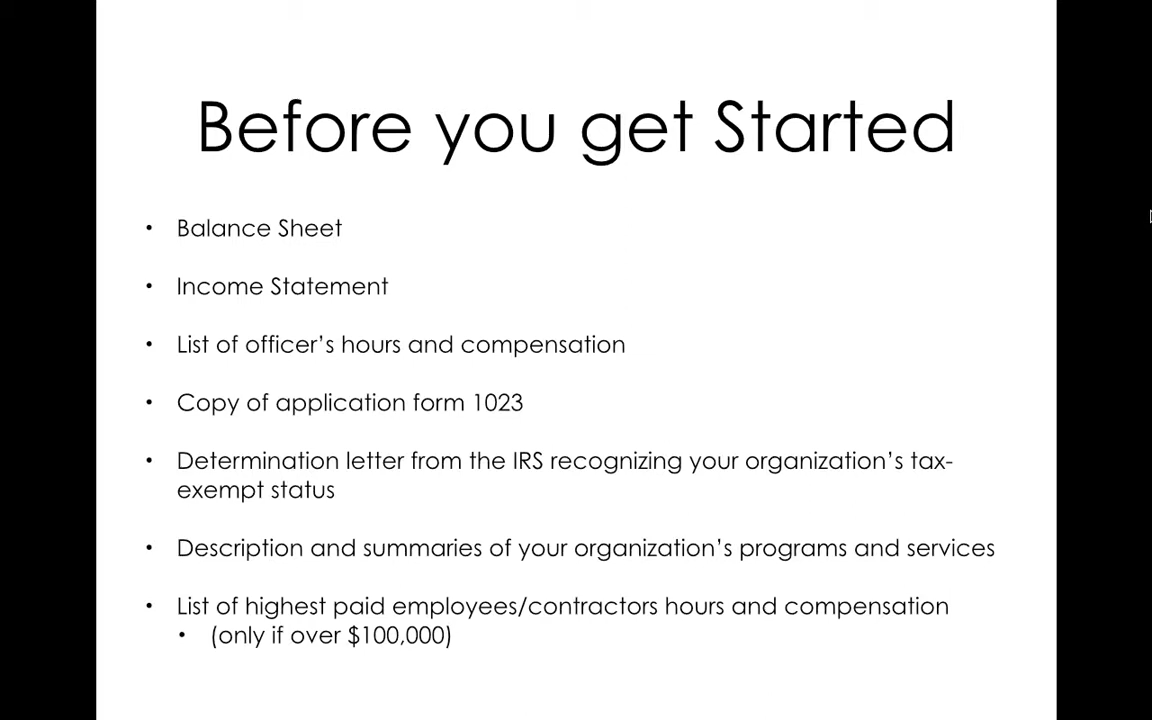 Before you get Started
• Balance Sheet
• Income Statement
• List of officer’s hours and compensation
• Copy of application form 1023
• Determination letter from the IRS recognizing your organization’s tax-
exempt status
• Description and summaries of your organization’s programs and services
• List of highest paid employees/contractors hours and compensation
• (only if over $100,000)